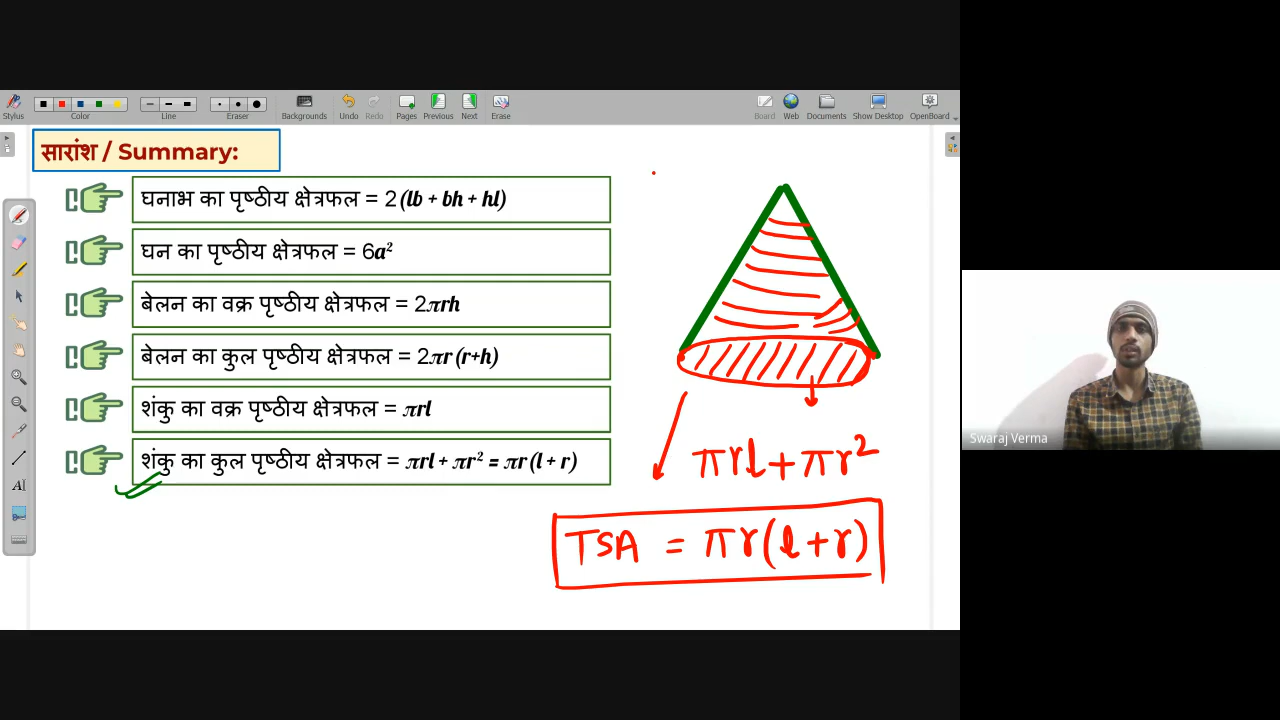 Stylus
Color
Line
Eraser
Backgrounds
Undo
Redo
Pages
Previous
Next
Erase
Board
Web
Documents
Show Desktop
OpenBoard
सारांश / Summary:
घनाभ का पृष्ठीय क्षेत्रफल = 2(lb + bh + hl)
घन का पृष्ठीय क्षेत्रफल = 6a²
बेलन का वक्र पृष्ठीय क्षेत्रफल = 2πrh
बेलन का कुल पृष्ठीय क्षेत्रफल = 2πr(r+h)
शंकु का वक्र पृष्ठीय क्षेत्रफल = πrl
शंकु का कुल पृष्ठीय क्षेत्रफल = πrl + πr² = πr(l + r)
πrl + πr²
TSA = πr(l+r)
Swaraj Verma